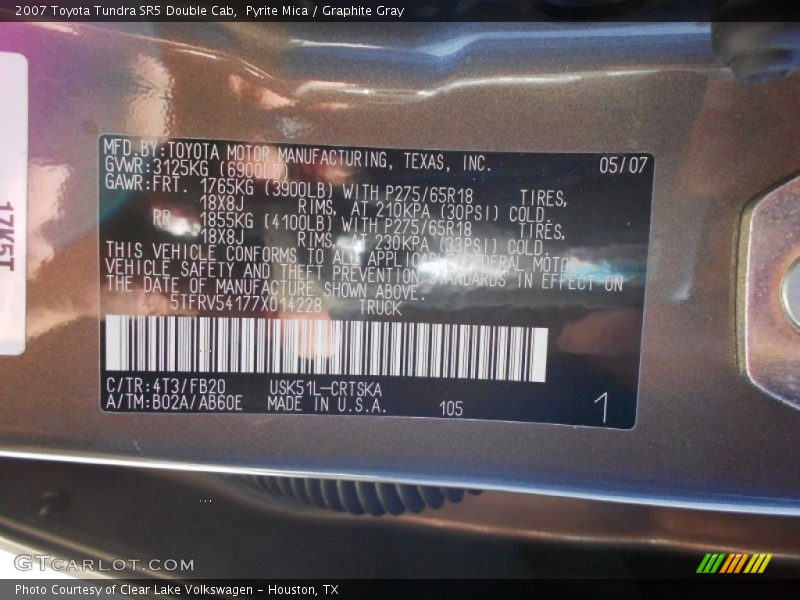 2007 Toyota Tundra SR5 Double Cab, Pyrite Mica / Graphite Gray
17K5T
MFD.BY:TOYOTA MOTOR MANUFACTURING, TEXAS, INC. 05/07
GVWR:3125KG (6900LB)
GAWR:FRT. 1765KG (3900LB) WITH P275/65R18 TIRES,
18X8J RIMS, AT 210KPA (30PSI) COLD.
RR. 1855KG (4100LB) WITH P275/65R18 TIRES,
18X8J RIMS, AT 230KPA (33PSI) COLD.
THIS VEHICLE CONFORMS TO ALL APPLICABLE FEDERAL MOTOR
VEHICLE SAFETY AND THEFT PREVENTION STANDARDS IN EFFECT ON
THE DATE OF MANUFACTURE SHOWN ABOVE.
5TFRV54177X014228 TRUCK
C/TR:4T3/FB20 USK51L-CRTSKA
A/TM:B02A/AB60E MADE IN U.S.A. 105 1
GTCARLOT.COM
Photo Courtesy of Clear Lake Volkswagen - Houston, TX